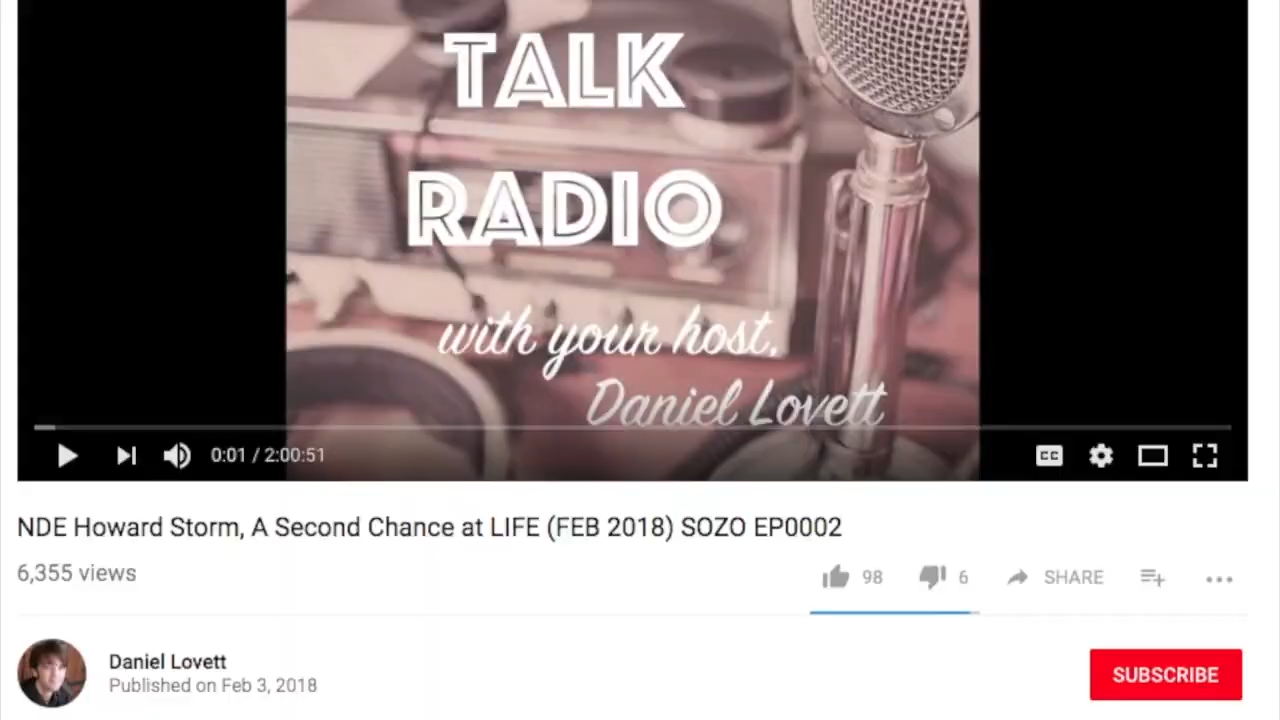 TALK
RADIO
with your host,
Daniel Lovett
0:01 / 2:00:51
CC
NDE Howard Storm, A Second Chance at LIFE (FEB 2018) SOZO EP0002
6,355 views
98
6
SHARE
Daniel Lovett
Published on Feb 3, 2018
SUBSCRIBE